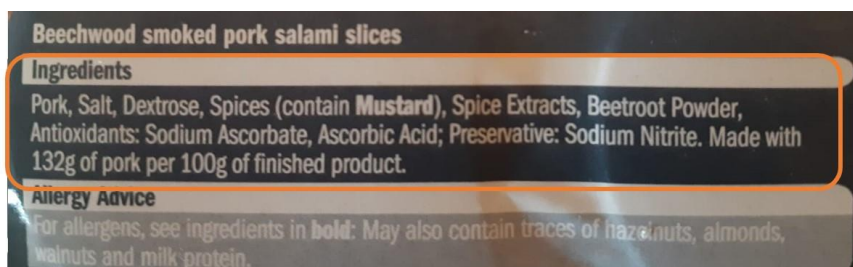 Beechwood smoked pork salami slices
Ingredients
Pork, Salt, Dextrose, Spices (contain Mustard), Spice Extracts, Beetroot Powder,
Antioxidants: Sodium Ascorbate, Ascorbic Acid; Preservative: Sodium Nitrite. Made with
132g of pork per 100g of finished product.
Allergy Advice
For allergens, see ingredients in bold: May also contain traces of hazelnuts, almonds,
walnuts and milk protein.